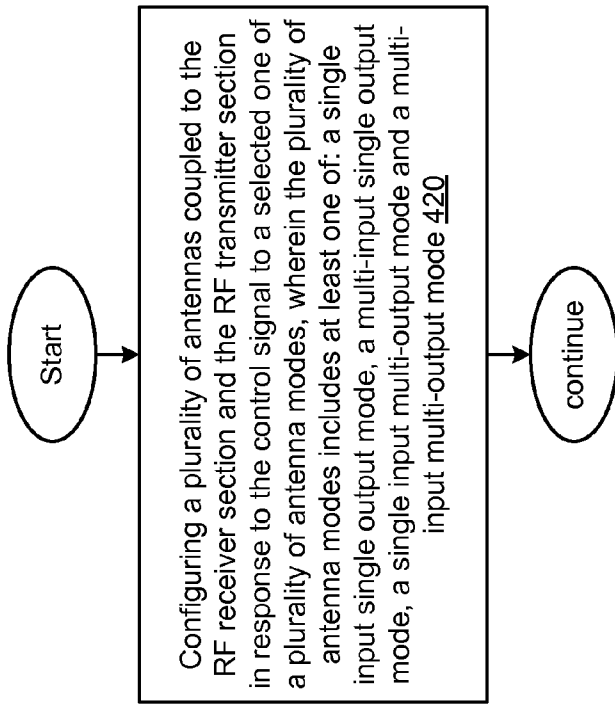 Start
Configuring a plurality of antennas coupled to the
RF receiver section and the RF transmitter section
in response to the control signal to a selected one of
a plurality of antenna modes, wherein the plurality of
antenna modes includes at least one of: a single
input single output mode, a multi-input single output
mode, a single input multi-output mode and a multi-
input multi-output mode 420
continue